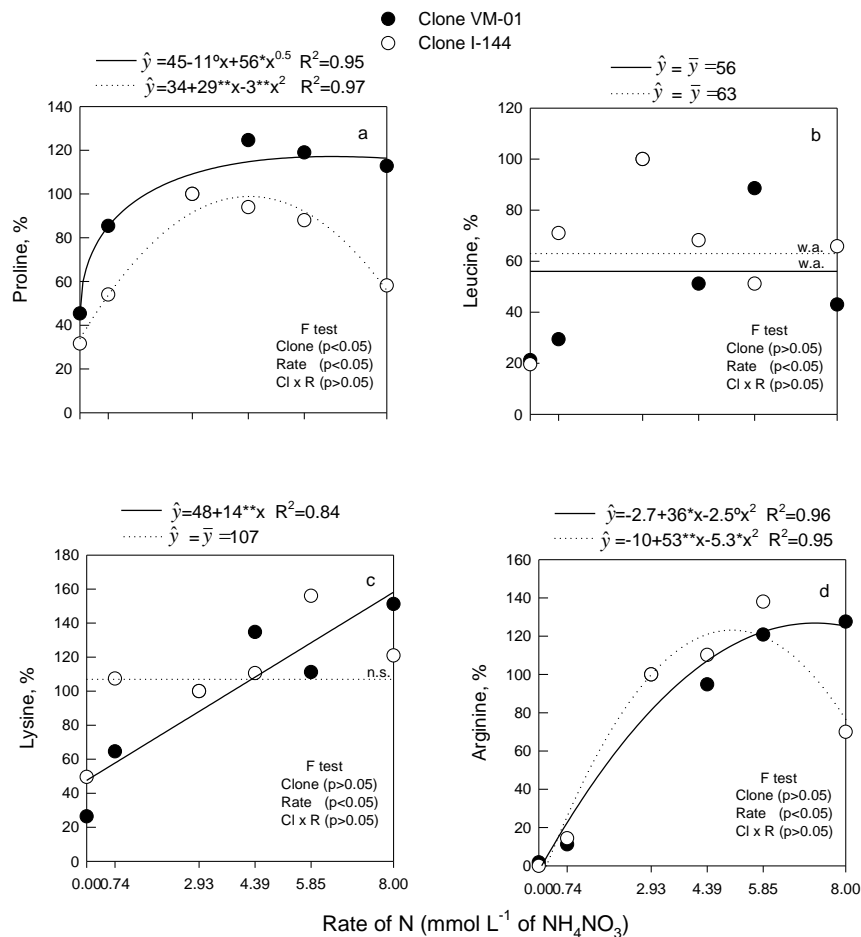 Clone VM-01
Clone I-144
ŷ =45-11ºx+56*x^0.5 R²=0.95
ŷ =34+29**x-3**x² R²=0.97
140
120
100
80
60
40
20
0
Proline, %
a
F test
Clone (p<0.05)
Rate (p<0.05)
Cl x R (p>0.05)
ŷ = y̅ =56
ŷ = y̅ =63
120
100
80
60
40
20
0
Leucine, %
b
w.a.
w.a.
F test
Clone (p>0.05)
Rate (p<0.05)
Cl x R (p>0.05)
ŷ=48+14**x R²=0.84
ŷ = y̅ =107
180
160
140
120
100
80
60
40
20
0
Lysine, %
c
n.s.
F test
Clone (p>0.05)
Rate (p<0.05)
Cl x R (p>0.05)
0.00 0.74 2.93 4.39 5.85 8.00
ŷ=-2.7+36*x-2.5ºx² R²=0.96
ŷ=-10+53**x-5.3*x² R²=0.95
180
160
140
120
100
80
60
40
20
0
Arginine, %
d
F test
Clone (p>0.05)
Rate (p<0.05)
Cl x R (p>0.05)
0.00 0.74 2.93 4.39 5.85 8.00
Rate of N (mmol L⁻¹ of NH₄NO₃)